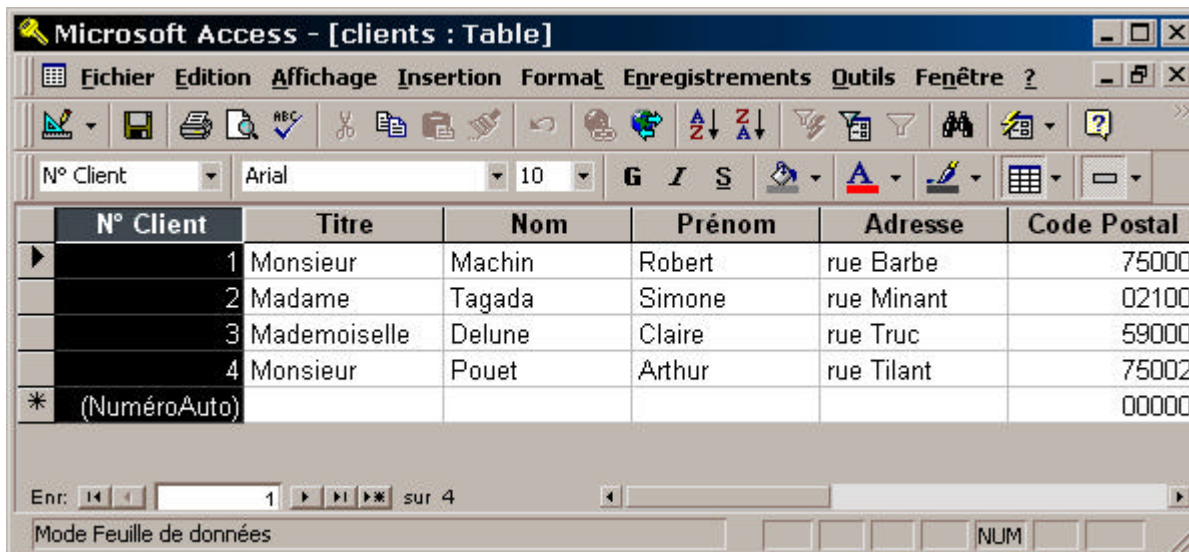 Microsoft Access - [clients : Table]
Fichier Edition Affichage Insertion Format Enregistrements Outils Fenêtre ?
ABC A Z Z A
N° Client Arial 10 G I S A
N° Client Titre Nom Prénom Adresse Code Postal
1 Monsieur Machin Robert rue Barbe 75000
2 Madame Tagada Simone rue Minant 02100
3 Mademoiselle Delune Claire rue Truc 59000
4 Monsieur Pouet Arthur rue Tilant 75002
(NuméroAuto) 00000
Enr: 1 sur 4
Mode Feuille de données NUM